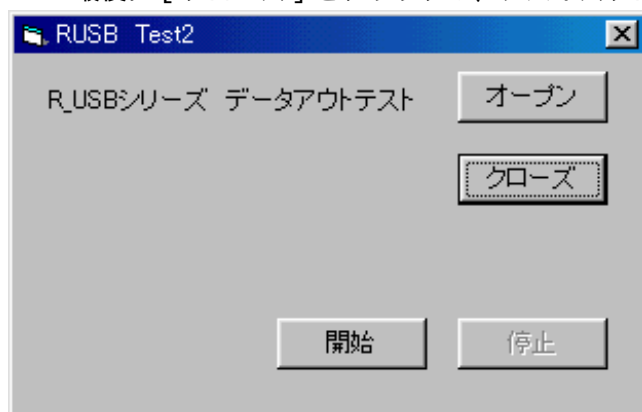 RUSB Test2
R_USBシリーズ データアウトテスト
オープン
クローズ
開始
停止